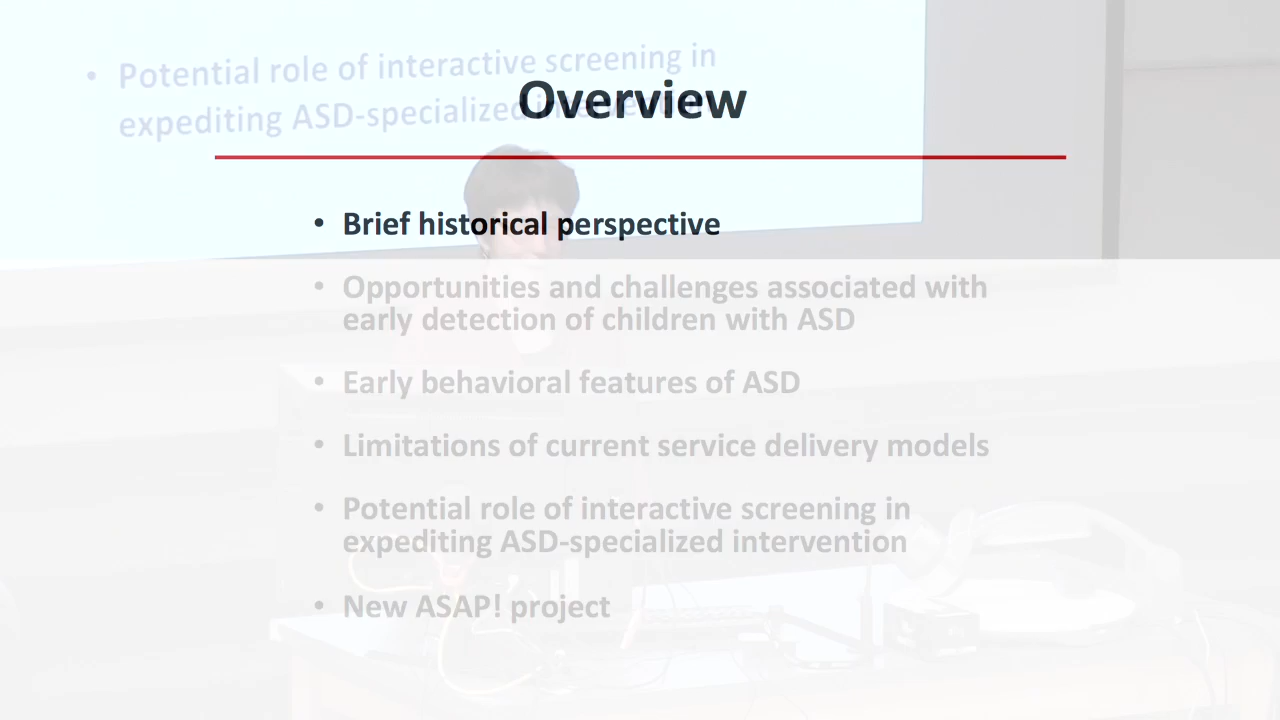 • Potential role of interactive screening in
expediting ASD-specialized
Overview
• Brief historical perspective
• Opportunities and challenges associated with
early detection of children with ASD
• Early behavioral features of ASD
• Limitations of current service delivery models
• Potential role of interactive screening in
expediting ASD-specialized intervention
• New ASAP! project